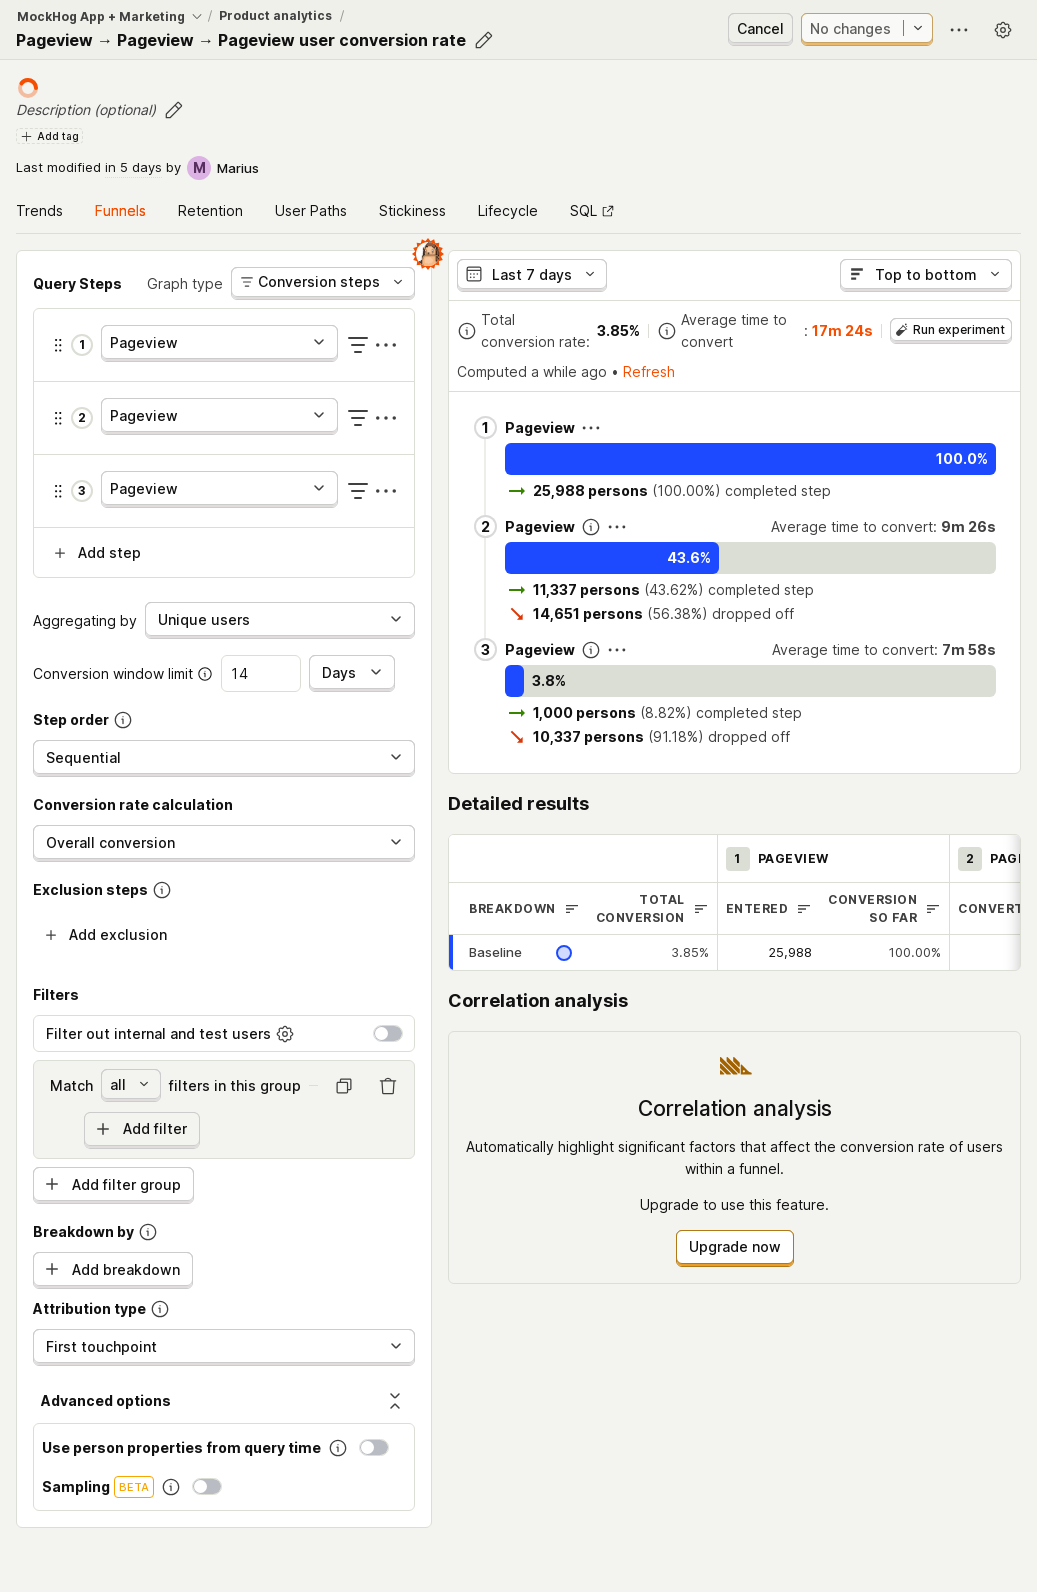 MockHog App + Marketing / Product analytics /
Pageview → Pageview → Pageview user conversion rate
Cancel
No changes
Description (optional)
Add tag
Last modified in 5 days by M Marius
Trends Funnels Retention User Paths Stickiness Lifecycle SQL
Query Steps Graph type Conversion steps
1 Pageview
2 Pageview
3 Pageview
Add step
Aggregating by Unique users
Conversion window limit 14 Days
Step order
Sequential
Conversion rate calculation
Overall conversion
Exclusion steps
Add exclusion
Filters
Filter out internal and test users
Match all filters in this group
Add filter
Add filter group
Breakdown by
Add breakdown
Attribution type
First touchpoint
Advanced options
Use person properties from query time
Sampling BETA
Last 7 days Top to bottom
Total conversion rate: 3.85% Average time to convert : 17m 24s Run experiment
Computed a while ago • Refresh
1 Pageview
100.0%
→ 25,988 persons (100.00%) completed step
2 Pageview Average time to convert: 9m 26s
43.6%
→ 11,337 persons (43.62%) completed step
↘ 14,651 persons (56.38%) dropped off
3 Pageview Average time to convert: 7m 58s
3.8%
→ 1,000 persons (8.82%) completed step
↘ 10,337 persons (91.18%) dropped off
Detailed results
1 PAGEVIEW 2
BREAKDOWN TOTAL CONVERSION ENTERED CONVERSION SO FAR
Baseline 3.85% 25,988 100.00%
Correlation analysis
Correlation analysis
Automatically highlight significant factors that affect the conversion rate of users
within a funnel.
Upgrade to use this feature.
Upgrade now